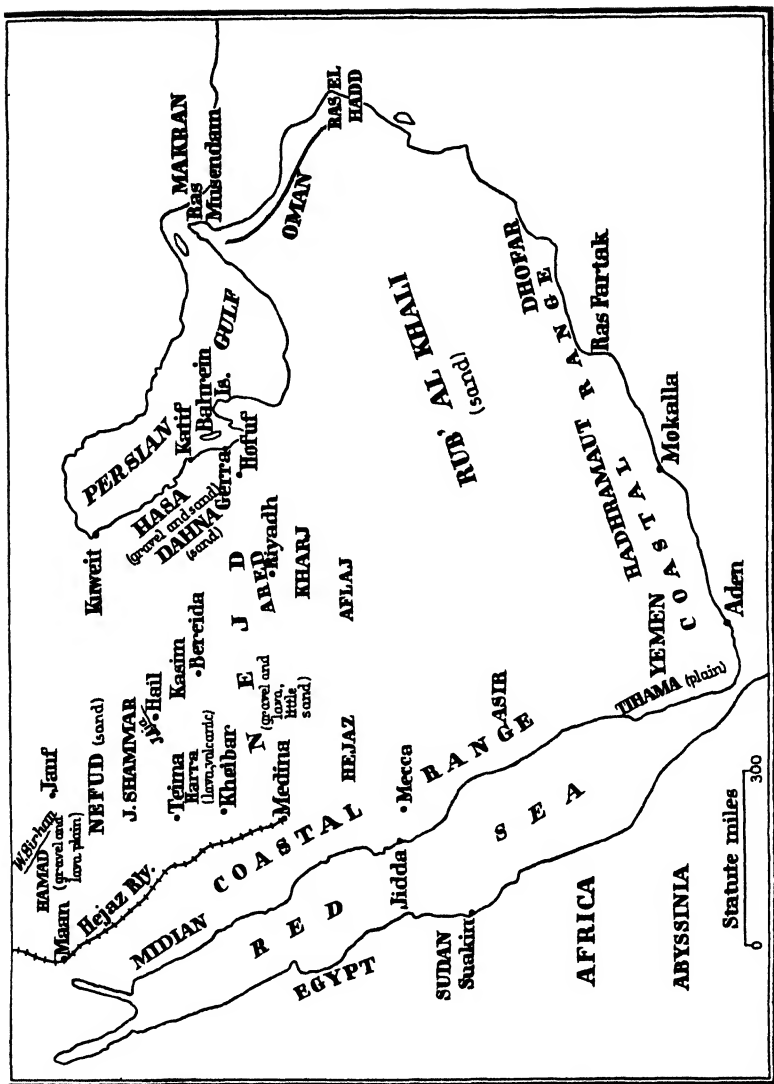 W. Sirhan
HAMAD
(gravel and
lava plain)
Jauf
Maan
Hejaz Rly.
NEFUD (sand)
J. SHAMMAR
Hail
Teima
Harra
(lava, volcanic)
Kheibar
Kasim
Bereida
Kuweit
PERSIAN
GULF
HASA
(gravel and sand)
DAHNA
(sand)
Katif
Bahrein
Is.
Gerra
Hofuf
MAKRAN
Ras
Musendam
RAS EL
HADD
OMAN
MIDIAN
COASTAL
RANGE
NEJD
(gravel and
lava,
little
sand)
ARED
Riyadh
KHARJ
AFLAJ
Medina
HEJAZ
Mecca
Jidda
RED
SEA
EGYPT
SUDAN
Suakin
ASIR
RUB' AL KHALI
(sand)
AFRICA
ABYSSINIA
TIHAMA (plain)
YEMEN
HADHRAMAUT
COASTAL
RANGE
DHOFAR
Ras Fartak
Mokalla
Aden
0 300
Statute miles